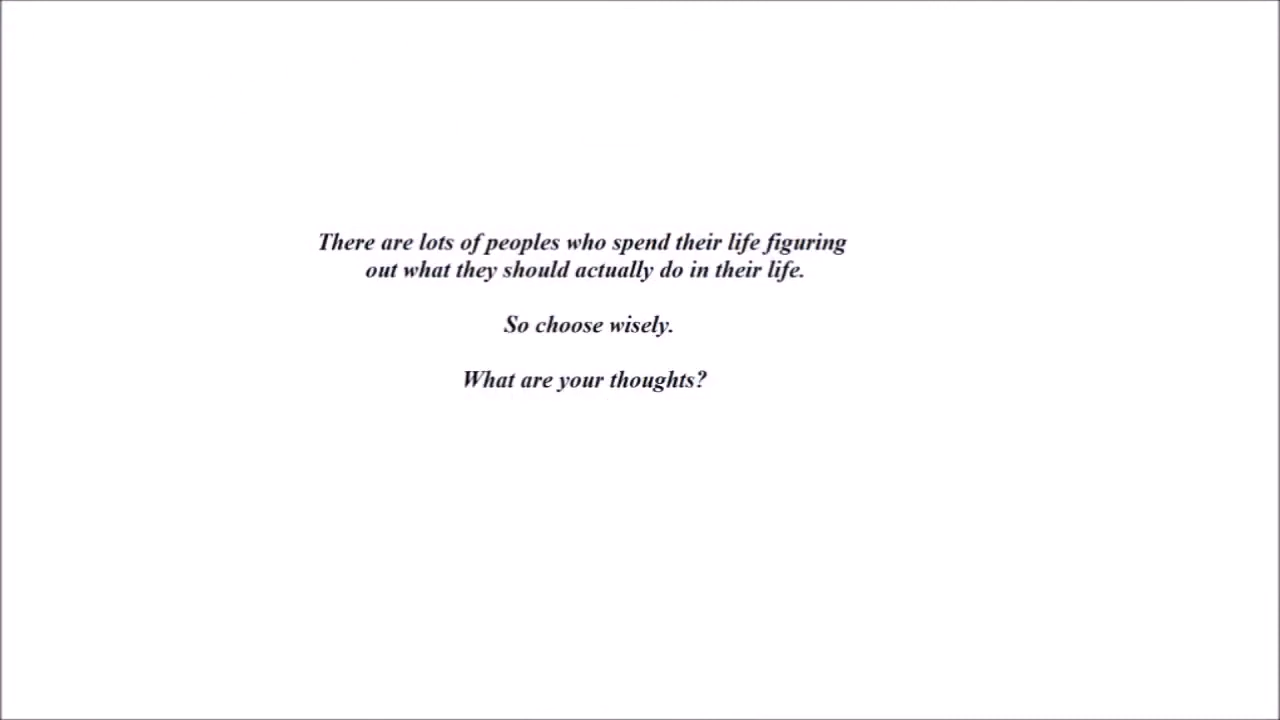 There are lots of peoples who spend their life figuring
out what they should actually do in their life.
So choose wisely.
What are your thoughts?